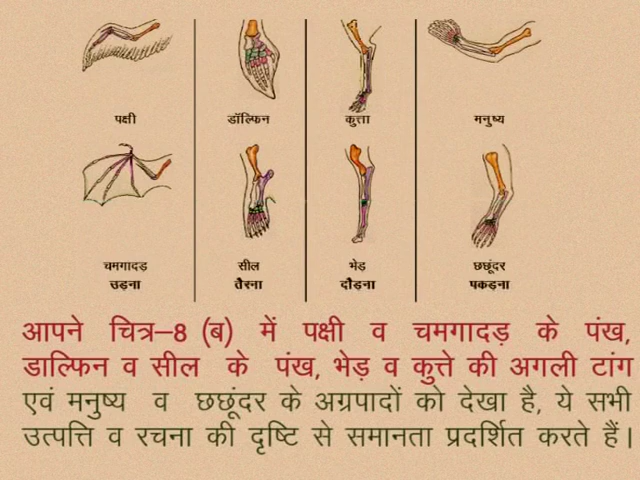 पक्षी डॉल्फिन कुत्ता मनुष्य
चमगादड़ सील भेड़ छछूंदर
उड़ना तैरना दौड़ना पकड़ना
आपने चित्र–8 (ब) में पक्षी व चमगादड़ के पंख,
डाल्फिन व सील के पंख, भेड़ व कुत्ते की अगली टांग
एवं मनुष्य व छछूंदर के अग्रपादों को देखा है, ये सभी
उत्पत्ति व रचना की दृष्टि से समानता प्रदर्शित करते हैं।